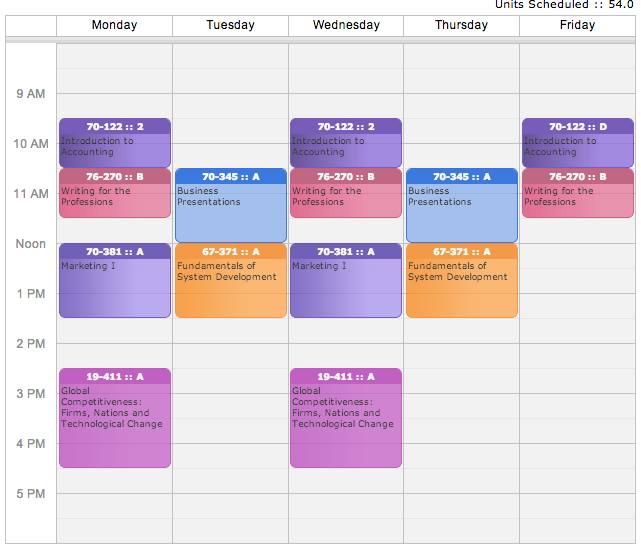 Units Scheduled :: 54.0
Monday Tuesday Wednesday Thursday Friday
9 AM
70-122 :: 2 70-122 :: 2 70-122 :: D
10 AM
Introduction to Introduction to Introduction to
Accounting Accounting Accounting
76-270 :: B 70-345 :: A 76-270 :: B 70-345 :: A 76-270 :: B
11 AM
Writing for the Business Writing for the Business Writing for the
Professions Presentations Professions Presentations Professions
Noon
70-381 :: A 67-371 :: A 70-381 :: A 67-371 :: A
Marketing I Fundamentals of Marketing I Fundamentals of
System Development System Development
1 PM
2 PM
19-411 :: A 19-411 :: A
3 PM
Global Global
Competitiveness: Competitiveness:
Firms, Nations and Firms, Nations and
Technological Change Technological Change
4 PM
5 PM